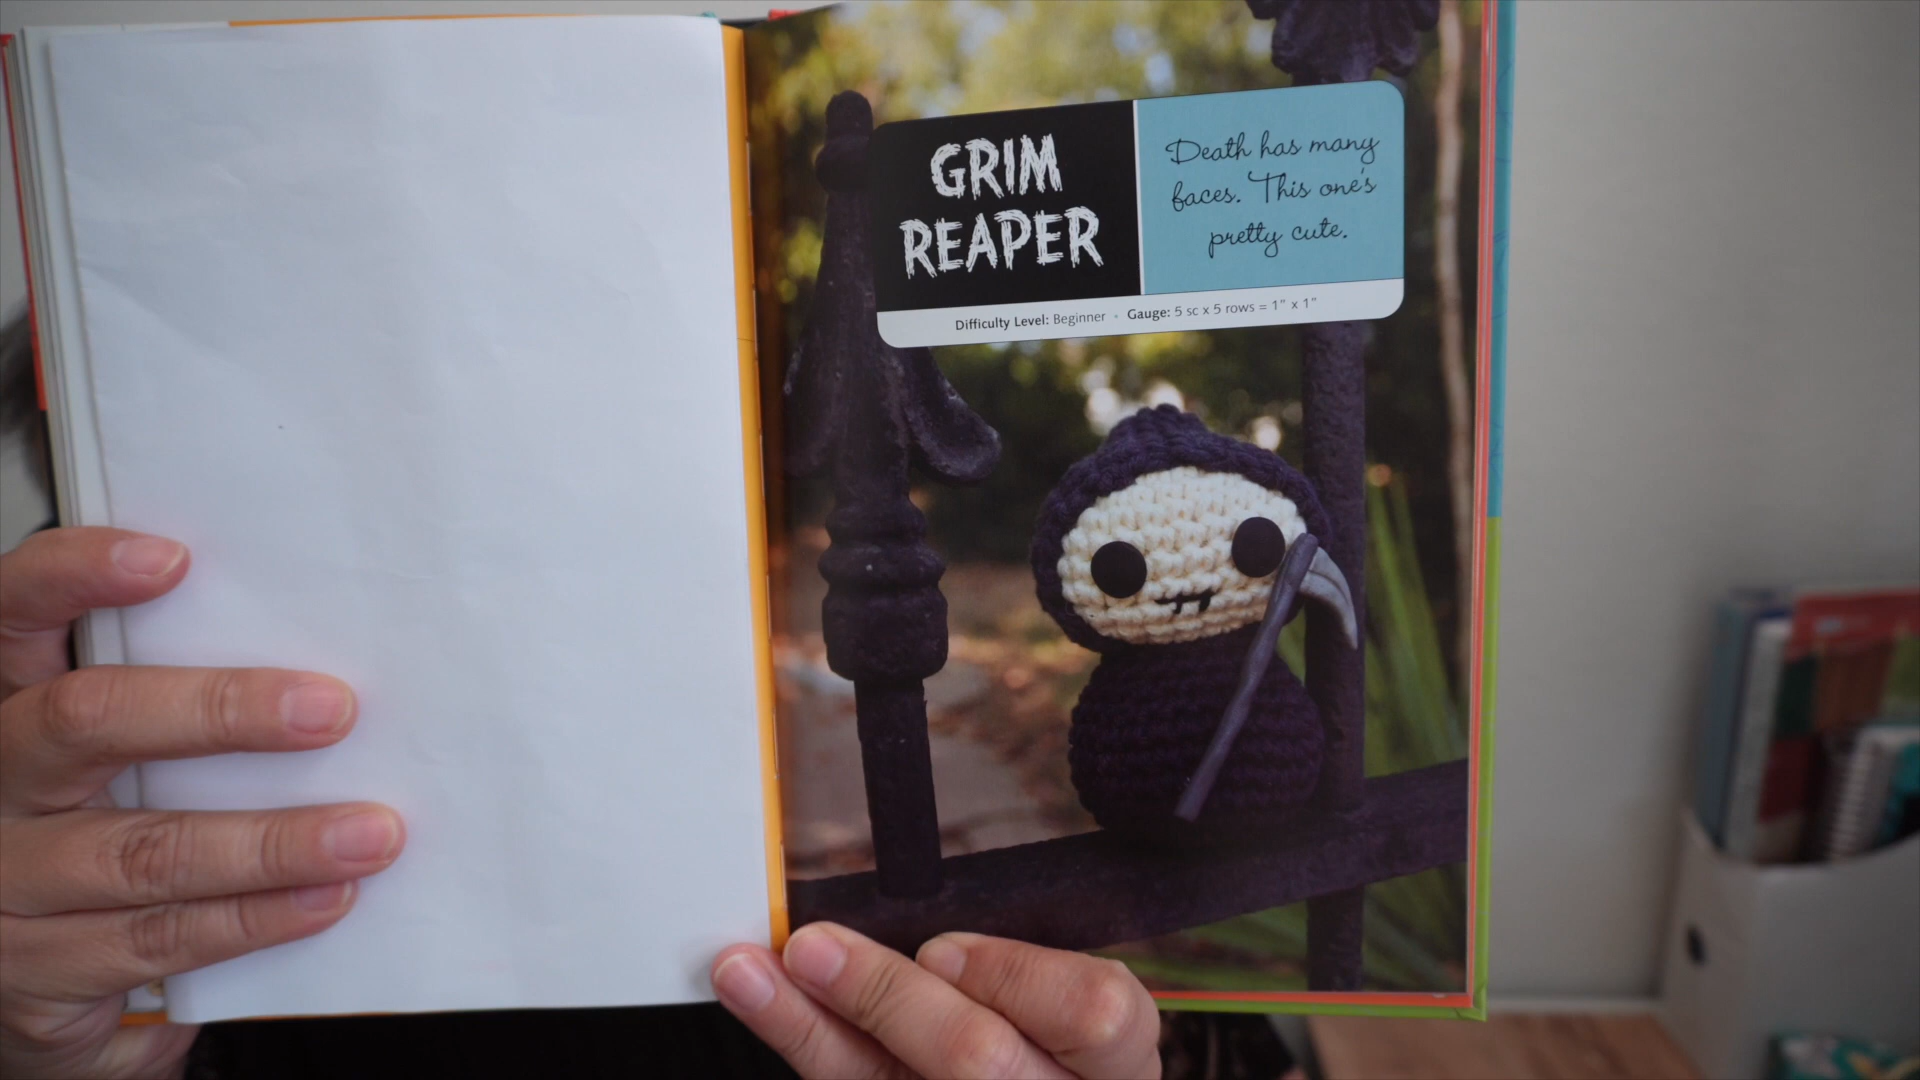 GRIM
REAPER
Death has many
faces. This one's
pretty cute.
Difficulty Level: Beginner • Gauge: 5 sc x 5 rows = 1" x 1"